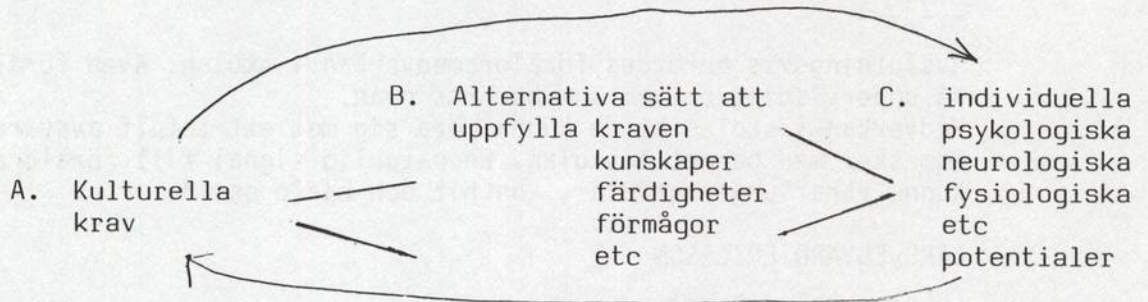 B. Alternativa sätt att
uppfylla kraven
kunskaper
färdigheter
förmågor
etc
C. individuella
psykologiska
neurologiska
fysiologiska
etc
potentialer
A. Kulturella
krav